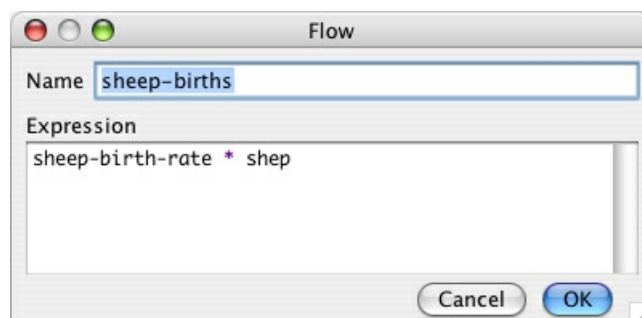 Flow
Name sheep-births
Expression
sheep-birth-rate * shep
Cancel OK